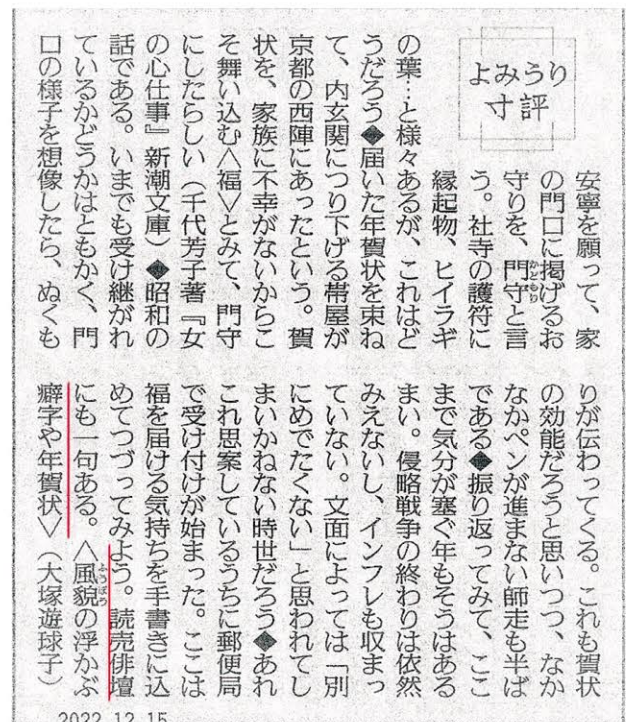 よみうり
寸評
安寧を願って、家
の門口に掲げるお
守りを、門守と言
かどもり
う。社寺の護符に
縁起物、ヒイラギ
の葉…と様々あるが、これはど
うだろう◆届いた年賀状を束ね
て、内玄関につり下げる帯屋が
京都の西陣にあったという。賀
状を、家族に不幸がないからこ
そ舞い込む＜福＞とみて、門守
にしたらしい（千代芳子著『女
の心仕事』新潮文庫）◆昭和の
話である。いまでも受け継がれ
ているかどうかはともかく、門
口の様子を想像したら、ぬくも
りが伝わってくる。これも賀状
の効能だろうと思いつつ、なか
なかペンが進まない師走も半ば
である◆振り返ってみて、ここ
まで気分が塞ぐ年もそうはある
まい。侵略戦争の終わりは依然
みえないし、インフレも収まっ
ていない。文面によっては「別
にめでたくない」と思われてし
まいかねない時世だろう◆あれ
これ思案しているうちに郵便局
で受け付けが始まった。ここは
福を届ける気持ちを手書きに込
めてつづってみよう。読売俳壇
にも一句ある。＜風貌の浮かぶ
ふうぼう
癖字や年賀状＞（大塚遊球子）
2022.12.15